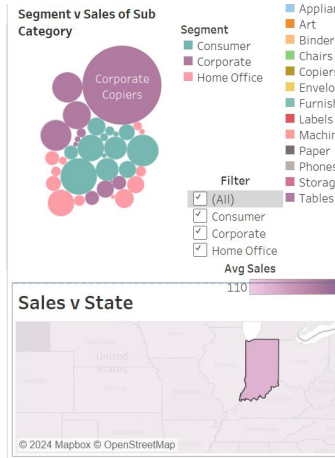 Segment v Sales of Sub
Category
Corporate
Copiers
Segment
Consumer
Corporate
Home Office
Applian
Art
Binder
Chairs
Copiers
Envelo
Furnish
Labels
Machin
Paper
Phones
Storag
Tables
Filter
(All)
Consumer
Corporate
Home Office
Avg Sales
110
Sales v State
United
States
© 2024 Mapbox © OpenStreetMap